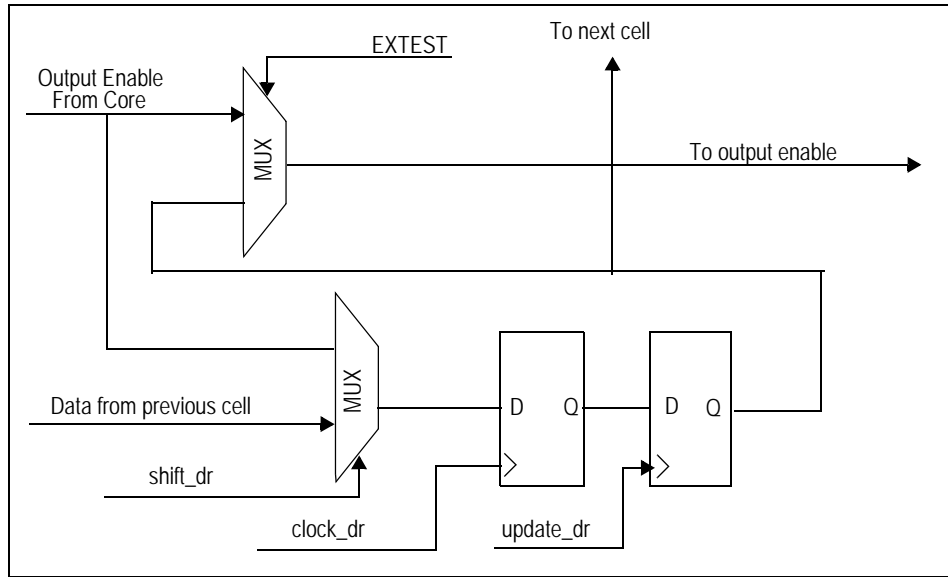 To next cell
EXTEST
Output Enable
From Core
MUX
To output enable
MUX
D Q
D Q
Data from previous cell
shift_dr
clock_dr
update_dr